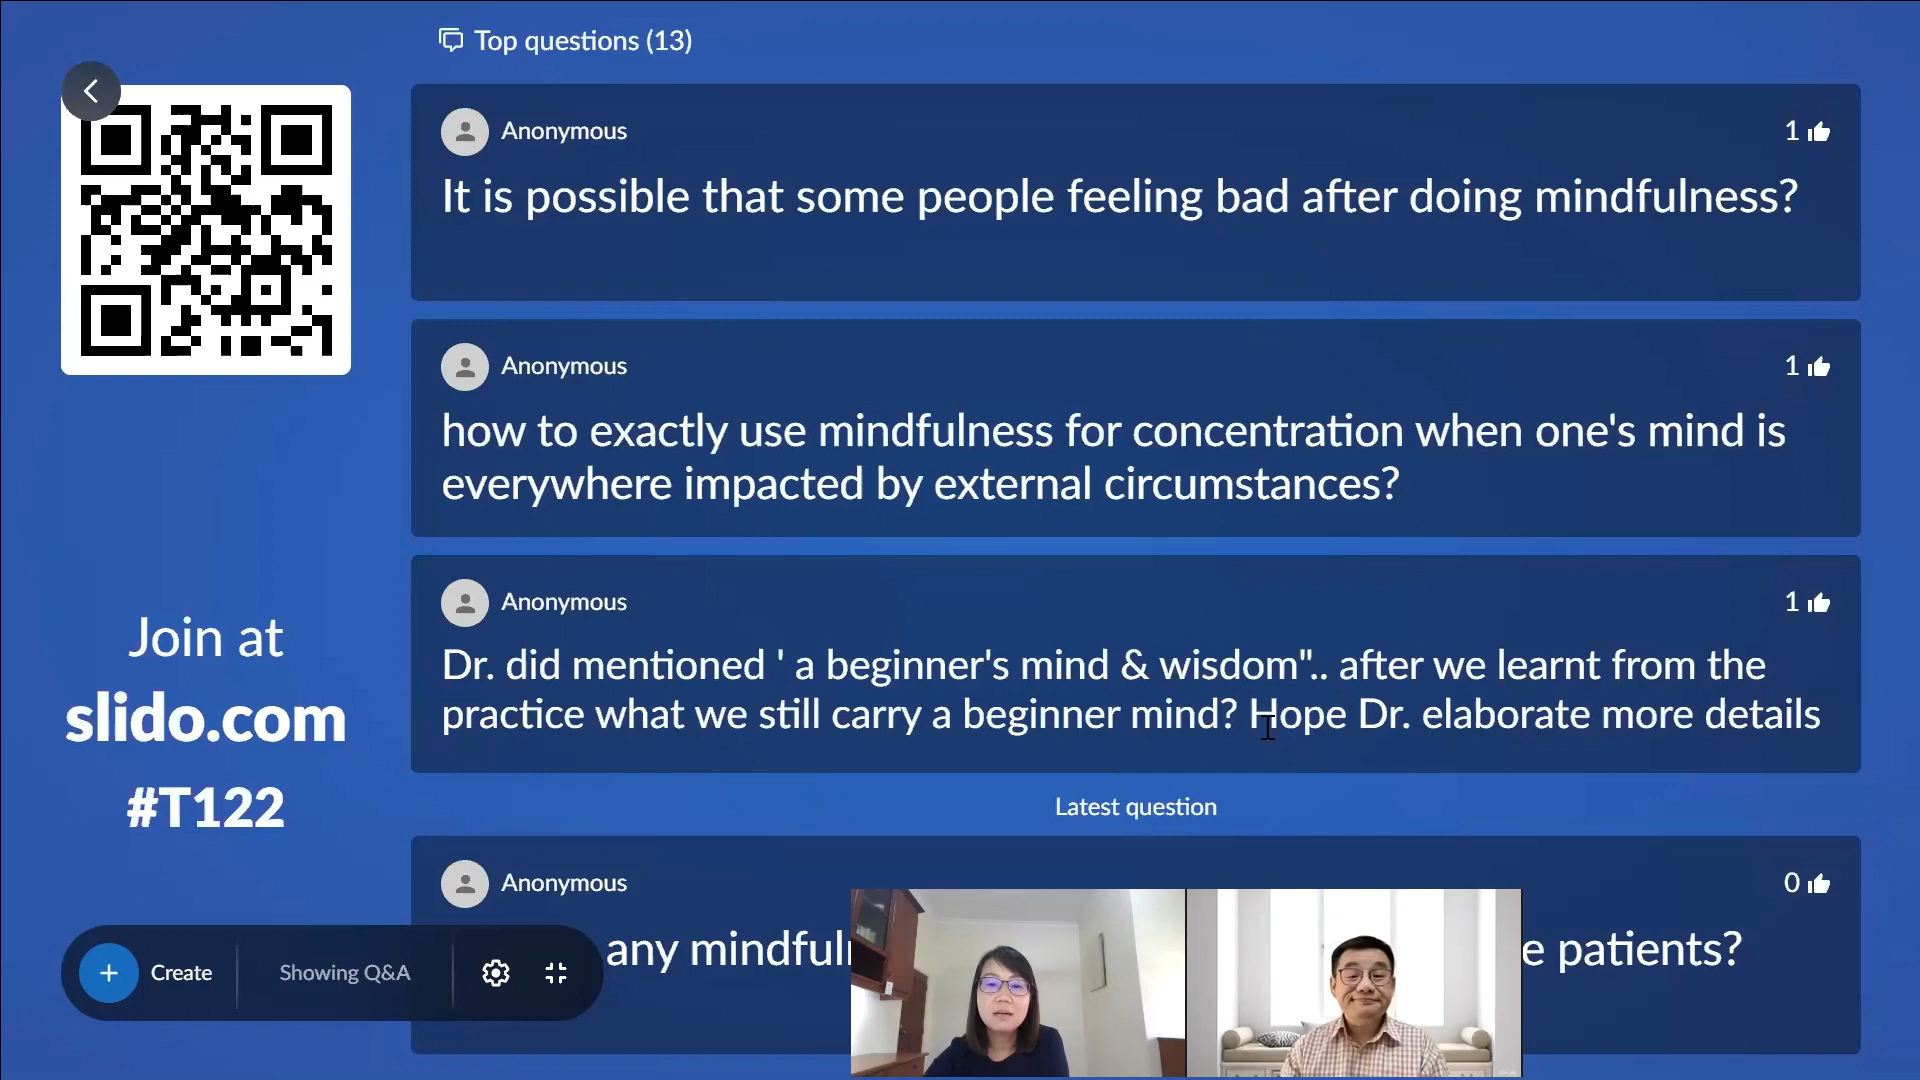 Top questions (13)
Anonymous
1
It is possible that some people feeling bad after doing mindfulness?
Anonymous
1
how to exactly use mindfulness for concentration when one's mind is
everywhere impacted by external circumstances?
Anonymous
1
Dr. did mentioned ' a beginner's mind & wisdom".. after we learnt from the
practice what we still carry a beginner mind? Hope Dr. elaborate more details
Join at
slido.com
#T122
Latest question
Anonymous
0
any patients?
Create
Showing Q&A